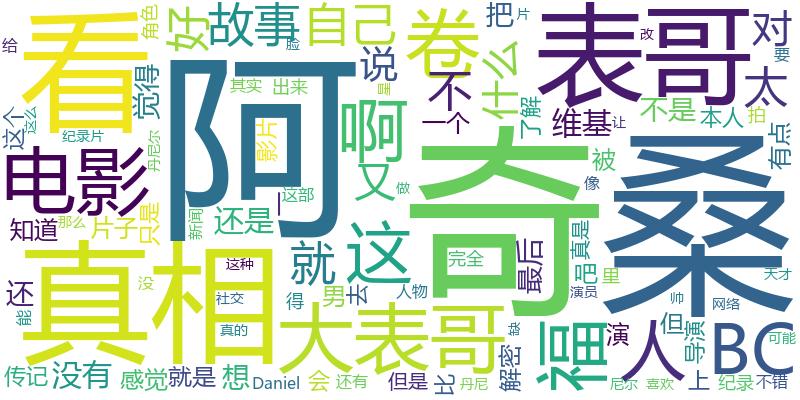 看
阿
奇
桑
表哥
真相
大表哥
电影
卷
福
BC
人
这
啊
故事
自己
好
说
不
什么
把
对
太
角色
给
脸
星
片
改
要
让
拍
觉得
这个
这么
其实
出来
影片
一个
了解
维基
不是
本人
有点
纪录片
丹尼尔
又
被
像
知道
那么
片子
只是
新闻
还是
这部
做
就
完全
最后
真是
吧
里
天才
还
能
没
这种
社交
得
男
去
人物
演员
演
但
导演
帅
网络
可能
传记
没有
感觉
就是
真的
想
Daniel
会
还有
但是
比
丹尼
解密
尼尔
喜欢
上
纪录
不错